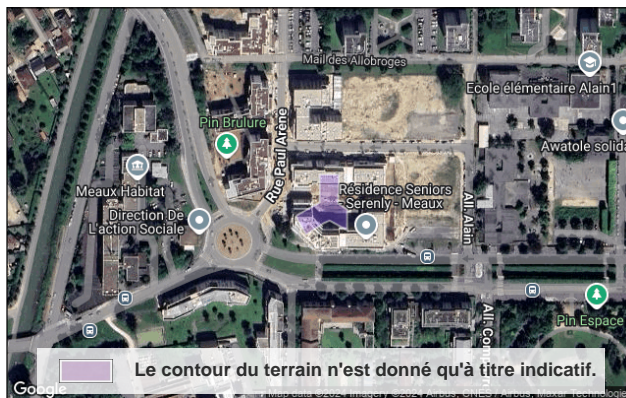 Mail des Allobroges
Ecole élémentaire Alain1
Pin Brulure
Rue Paul Arène
Awatole solida
Meaux Habitat
Résidence Seniors
Serenly - Meaux
Direction De
L'action Sociale
All. Alain
Pin Espace
Le contour du terrain n'est donné qu'à titre indicatif.
Google
Map data ©2024 Imagery ©2024 Airbus, CNES / Airbus, Maxar Technologie